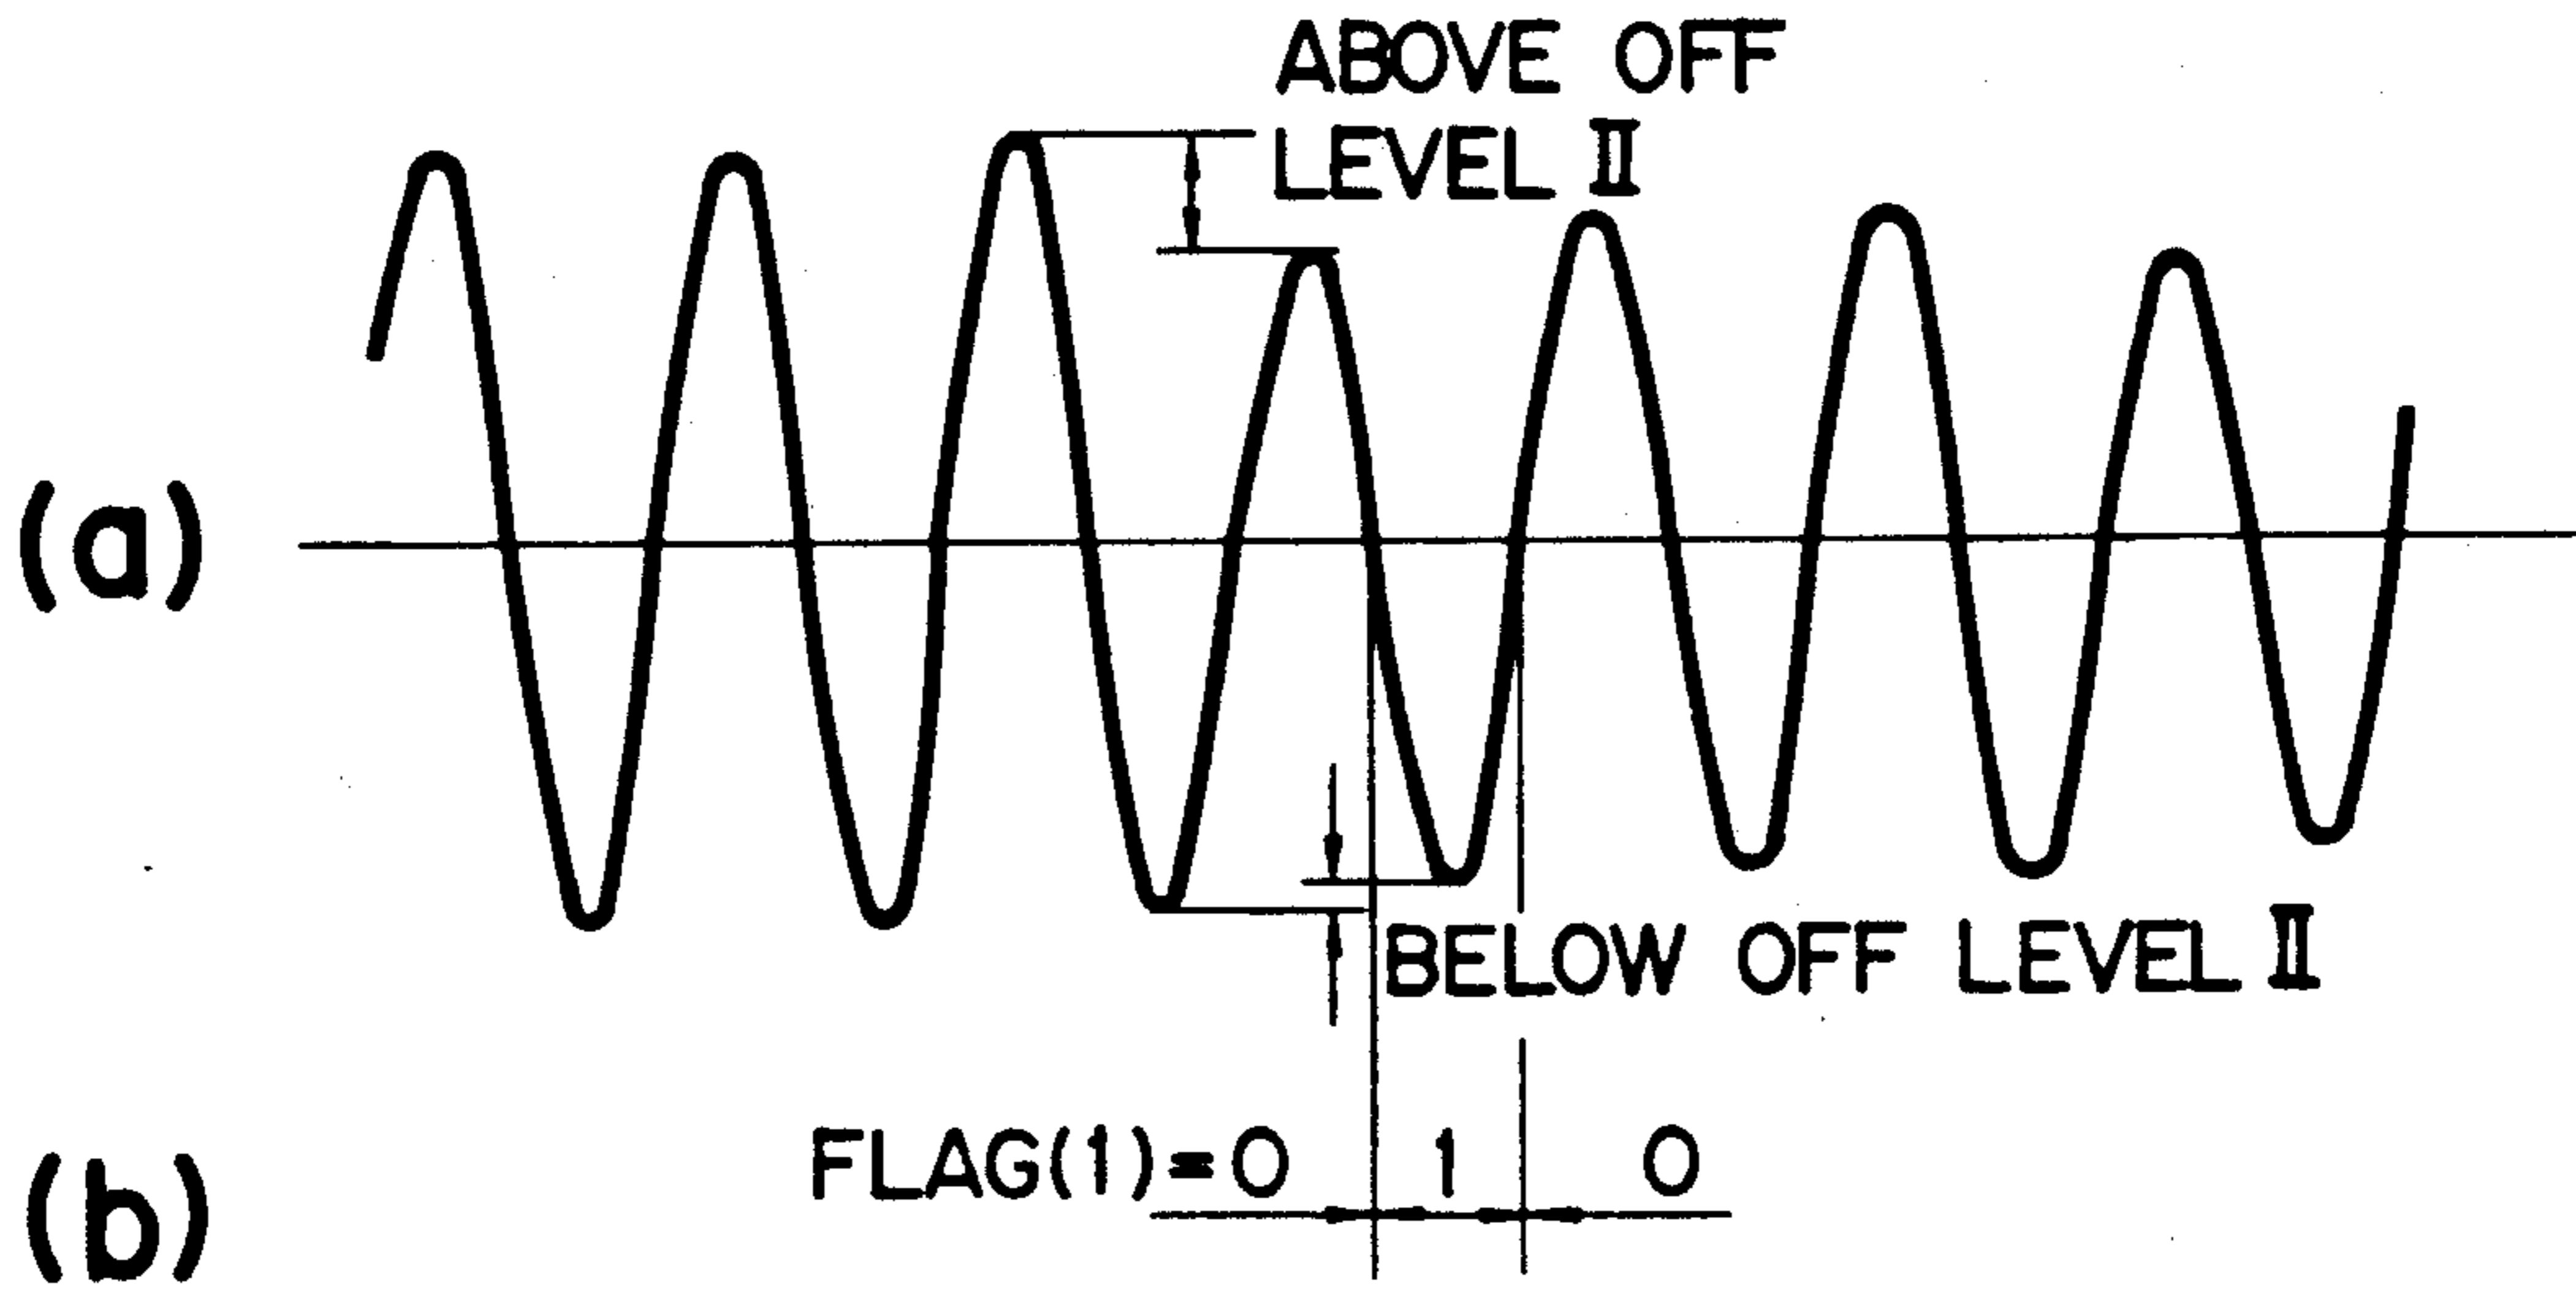 ABOVE OFF
LEVEL II
(a)
BELOW OFF LEVEL II
FLAG(1)=0 1 0
(b)